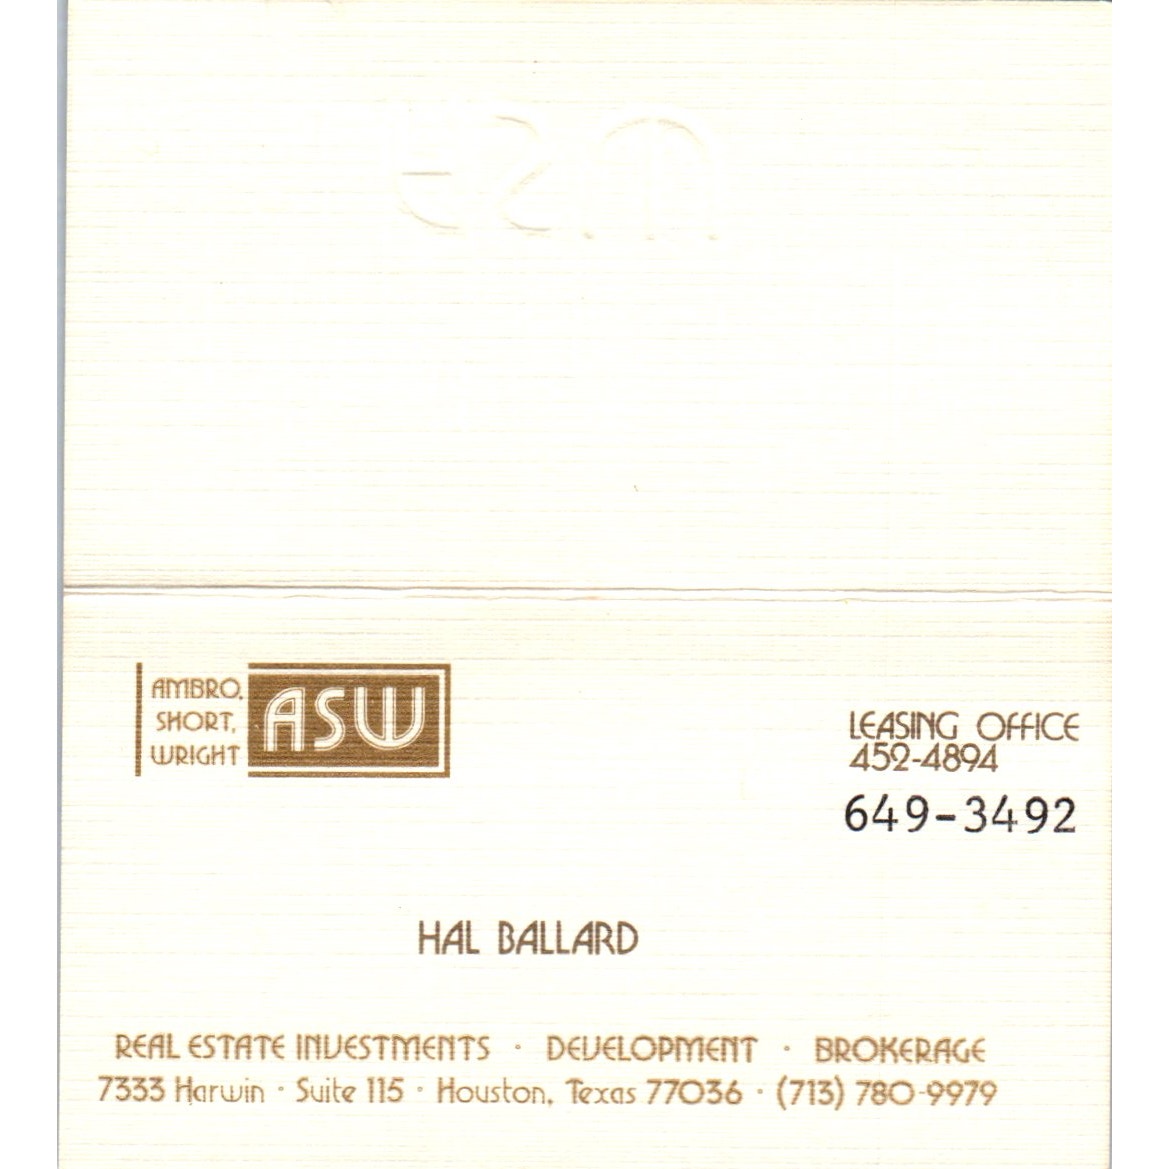 AMBRO,
SHORT,
WRIGHT
ASW
LEASING OFFICE
452-4894
649-3492
HAL BALLARD
REAL ESTATE INVESTMENTS · DEVELOPMENT · BROKERAGE
7333 Harwin · Suite 115 · Houston, Texas 77036 · (713) 780-9979